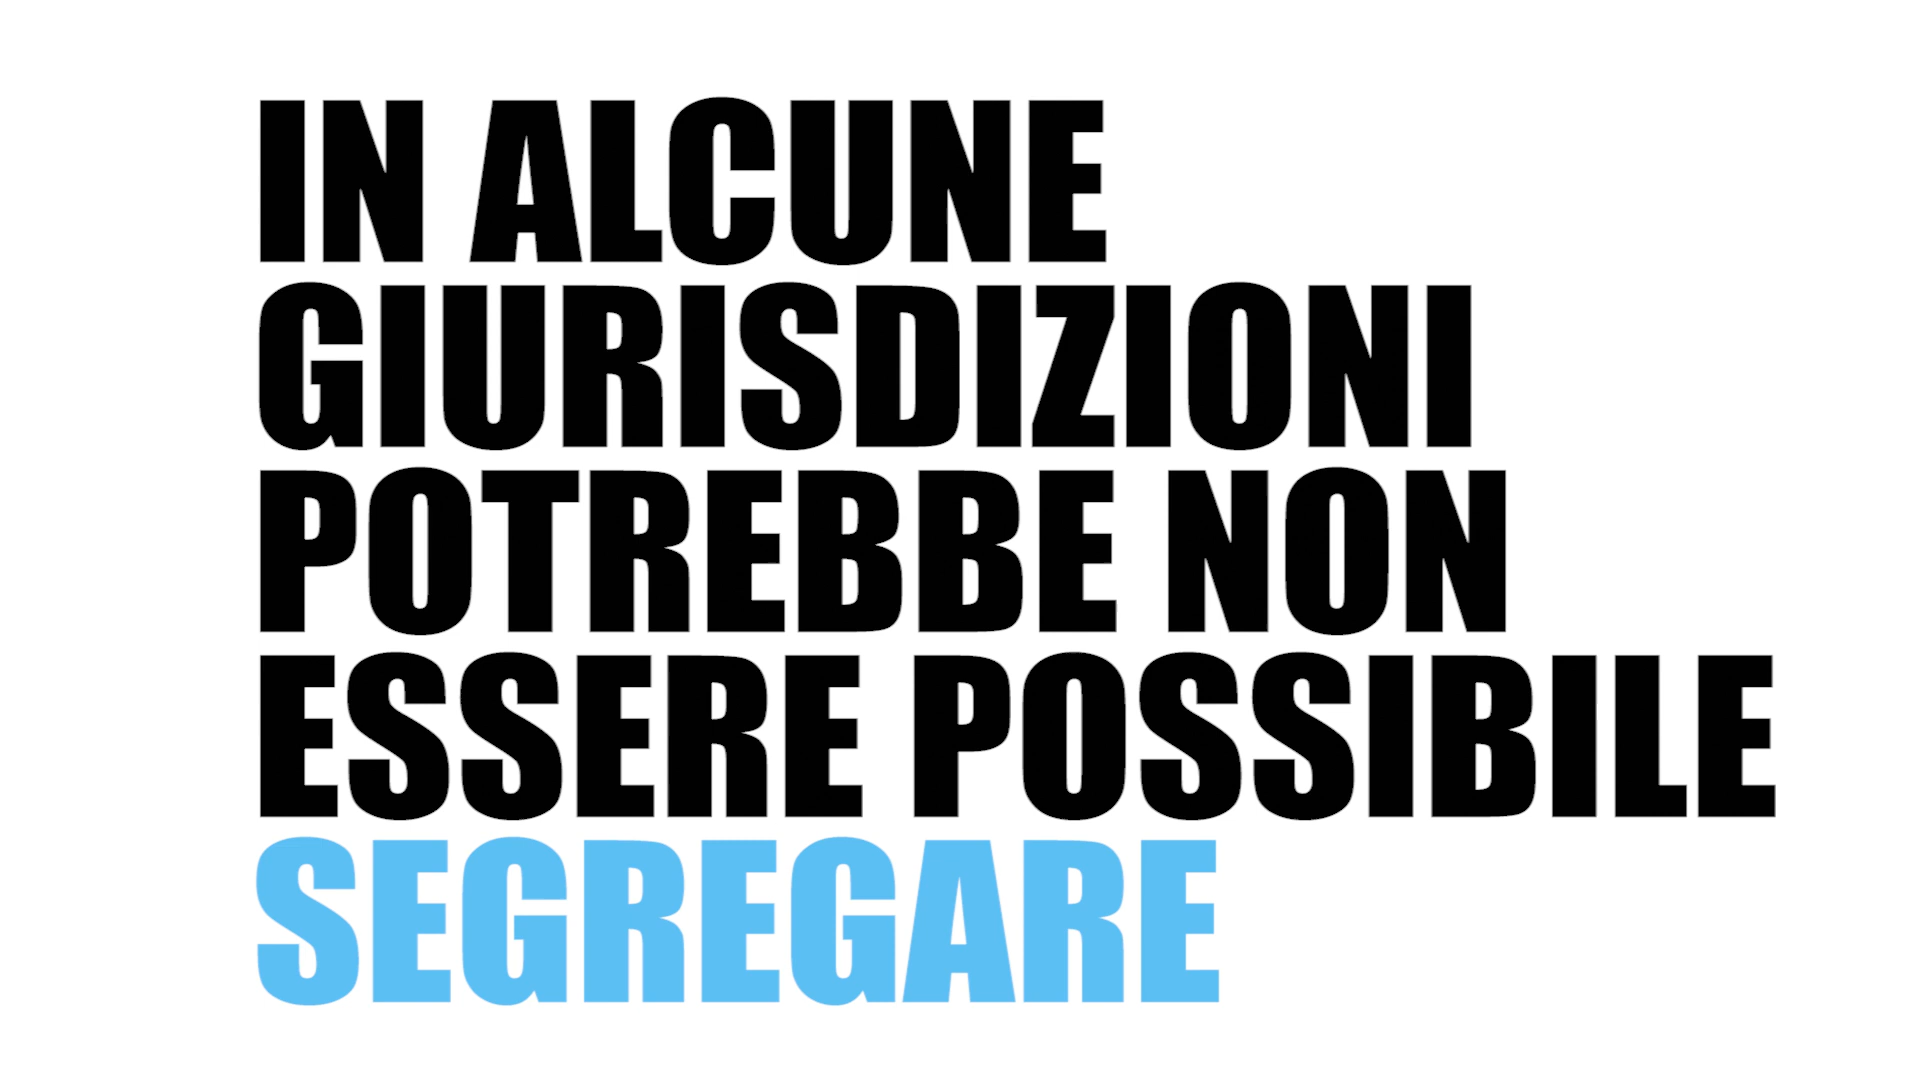 IN ALCUNE
GIURISDIZIONI
POTREBBE NON
ESSERE POSSIBILE
SEGREGARE